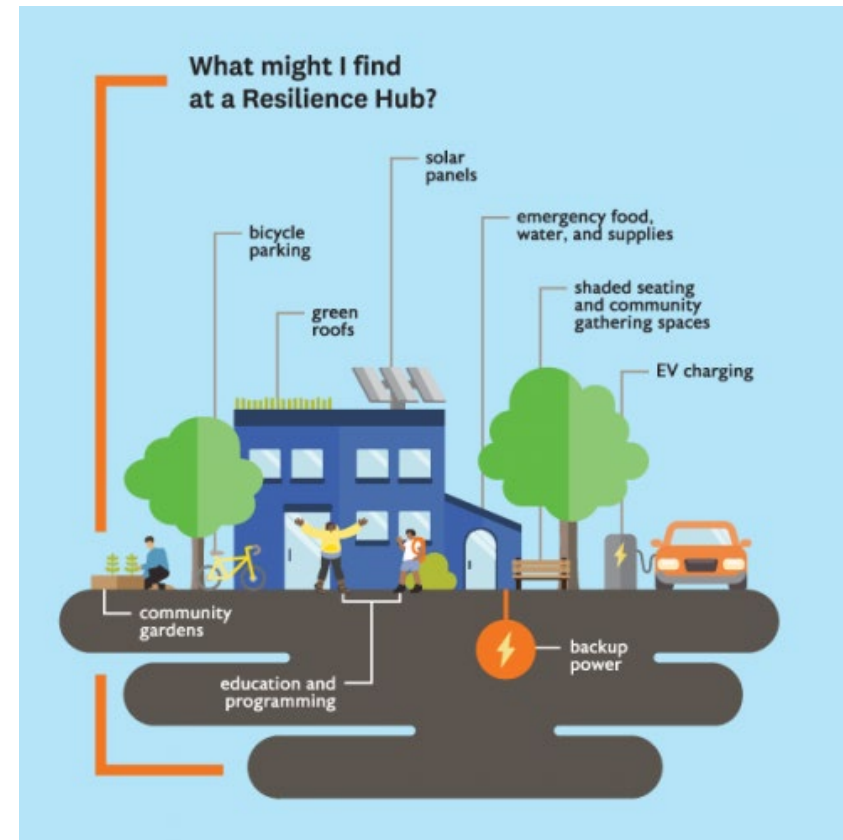 What might I find
at a Resilience Hub?
solar
panels
emergency food,
water, and supplies
bicycle
parking
shaded seating
and community
gathering spaces
green
roofs
EV charging
community
gardens
backup
power
education and
programming